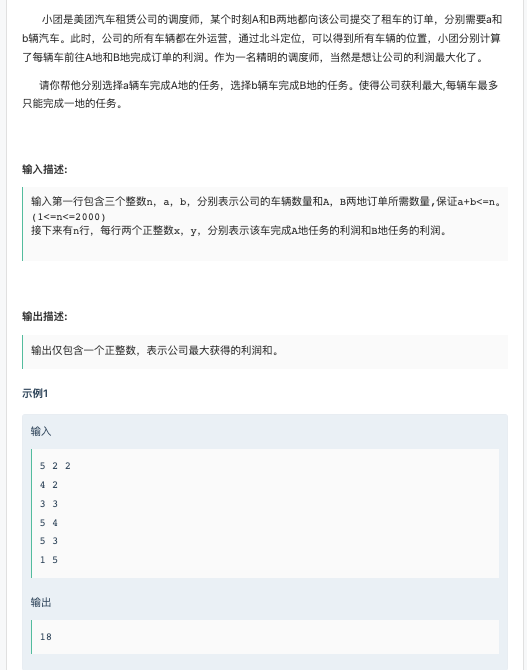 小团是美团汽车租赁公司的调度师，某个时刻A和B两地都向该公司提交了租车的订单，分别需要a和
b辆汽车。此时，公司的所有车辆都在外运营，通过北斗定位，可以得到所有车辆的位置，小团分别计算
了每辆车前往A地和B地完成订单的利润。作为一名精明的调度师，当然是想让公司的利润最大化了。
请你帮他分别选择a辆车完成A地的任务，选择b辆车完成B地的任务。使得公司获利最大,每辆车最多
只能完成一地的任务。
输入描述:
输入第一行包含三个整数n，a，b，分别表示公司的车辆数量和A，B两地订单所需数量,保证a+b<=n。
(1<=n<=2000)
接下来有n行，每行两个正整数x，y，分别表示该车完成A地任务的利润和B地任务的利润。
输出描述:
输出仅包含一个正整数，表示公司最大获得的利润和。
示例1
输入
5 2 2
4 2
3 3
5 4
5 3
1 5
输出
18